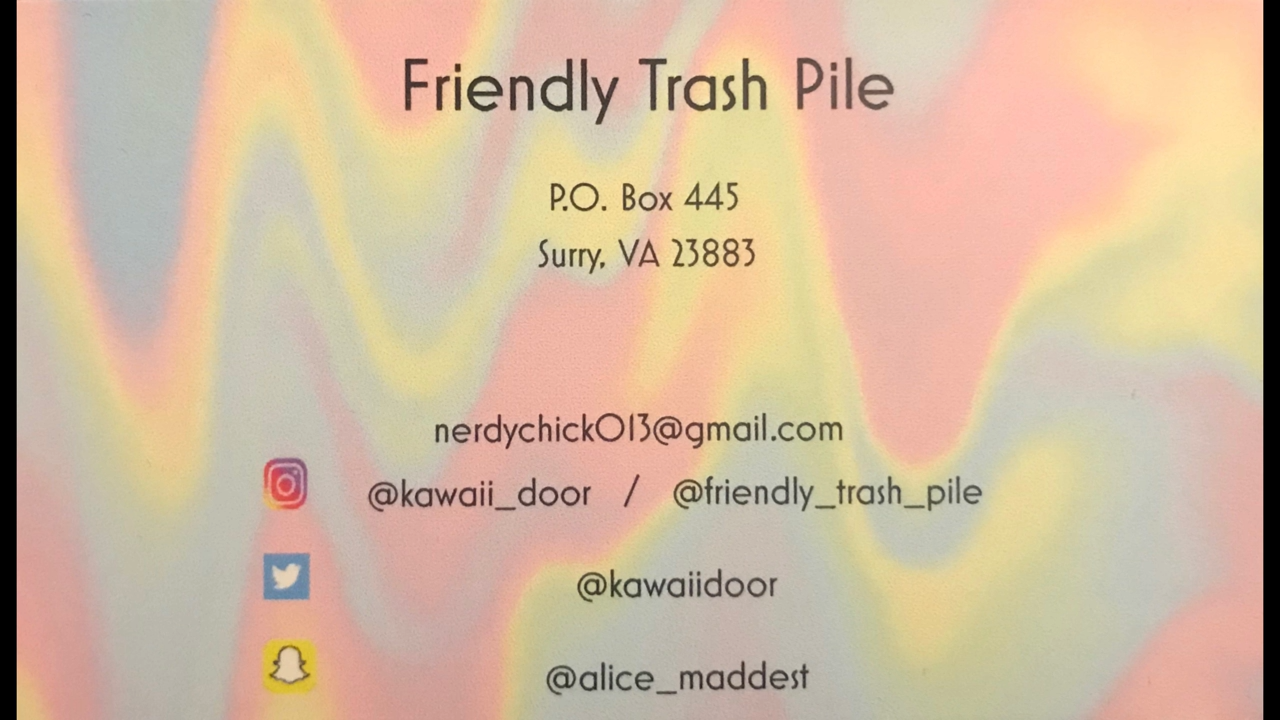 Friendly Trash Pile
P.O. Box 445
Surry, VA 23883
nerdychick013@gmail.com
@kawaii_door / @friendly_trash_pile
@kawaiidoor
@alice_maddest